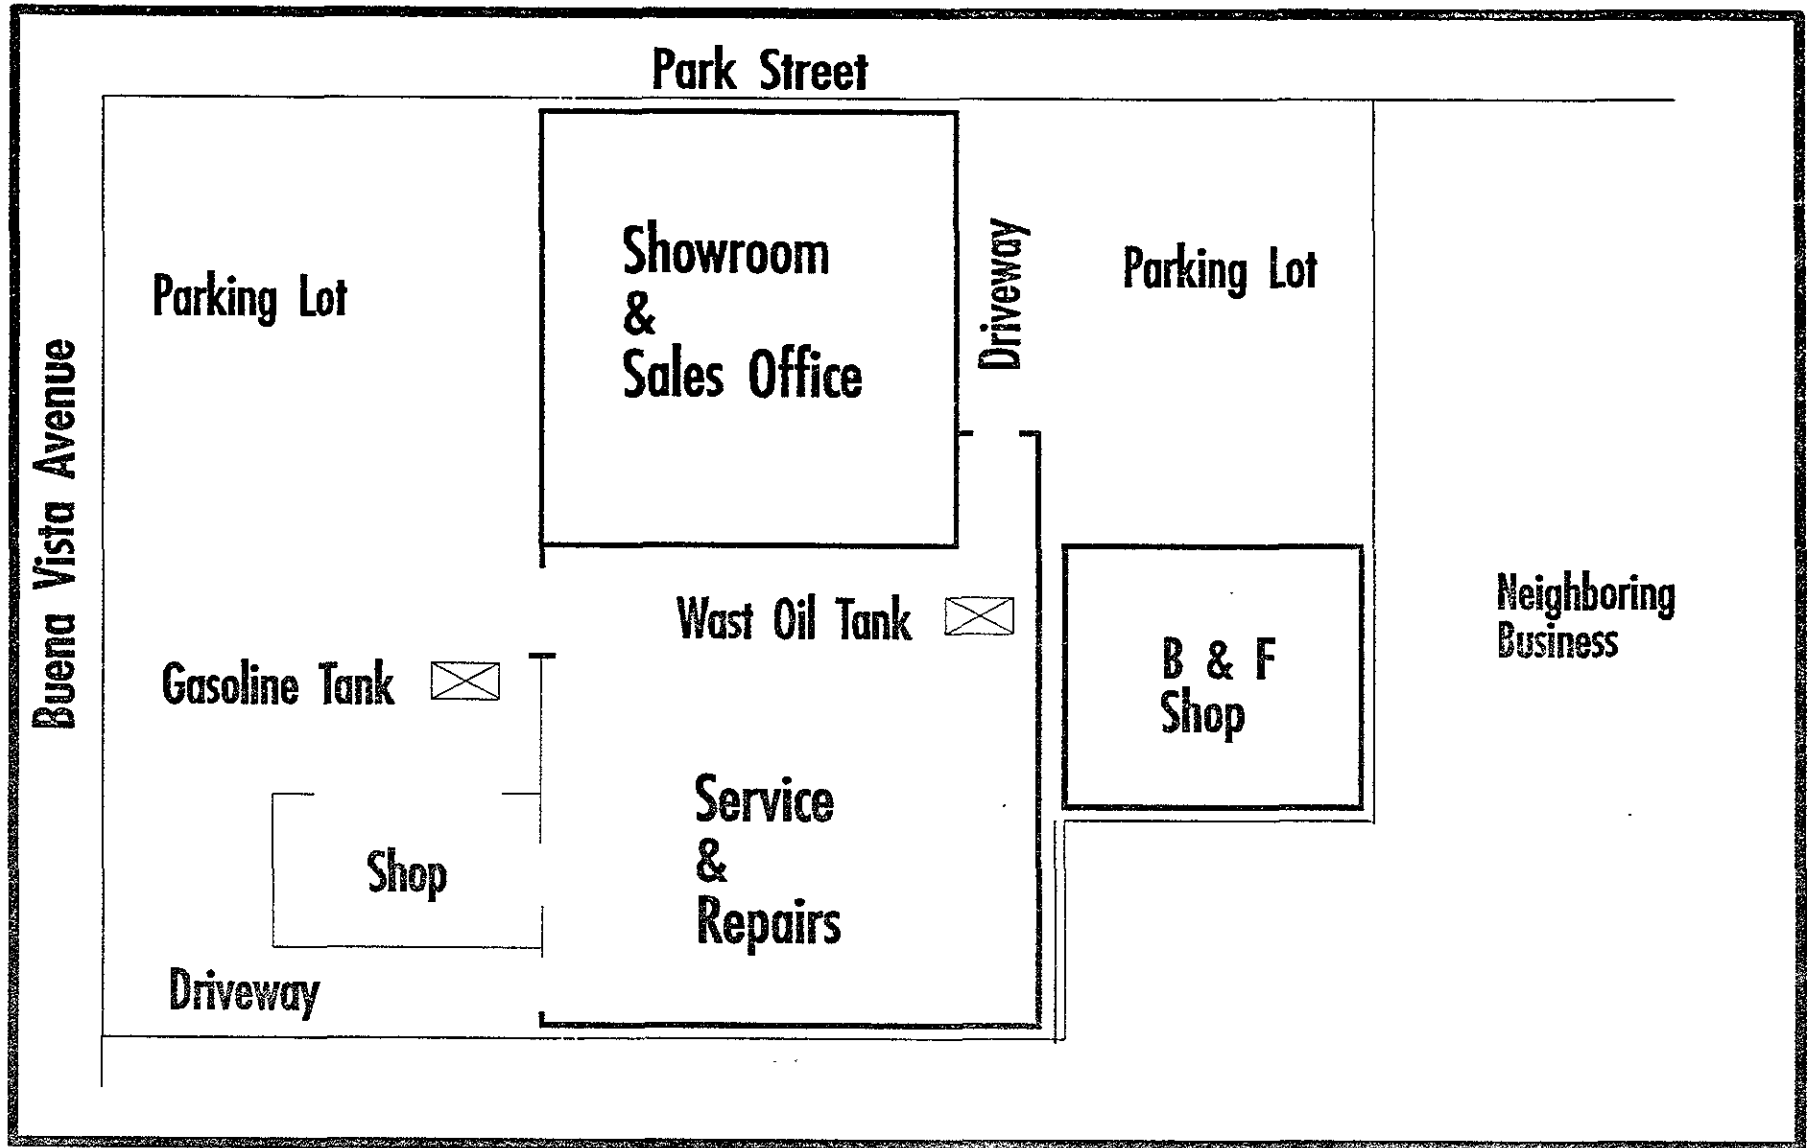 Park Street
Showroom
&
Sales Office
Driveway
Parking Lot
Parking Lot
Buena Vista Avenue
Wast Oil Tank
Gasoline Tank
B & F
Shop
Neighboring
Business
Service
&
Repairs
Shop
Driveway